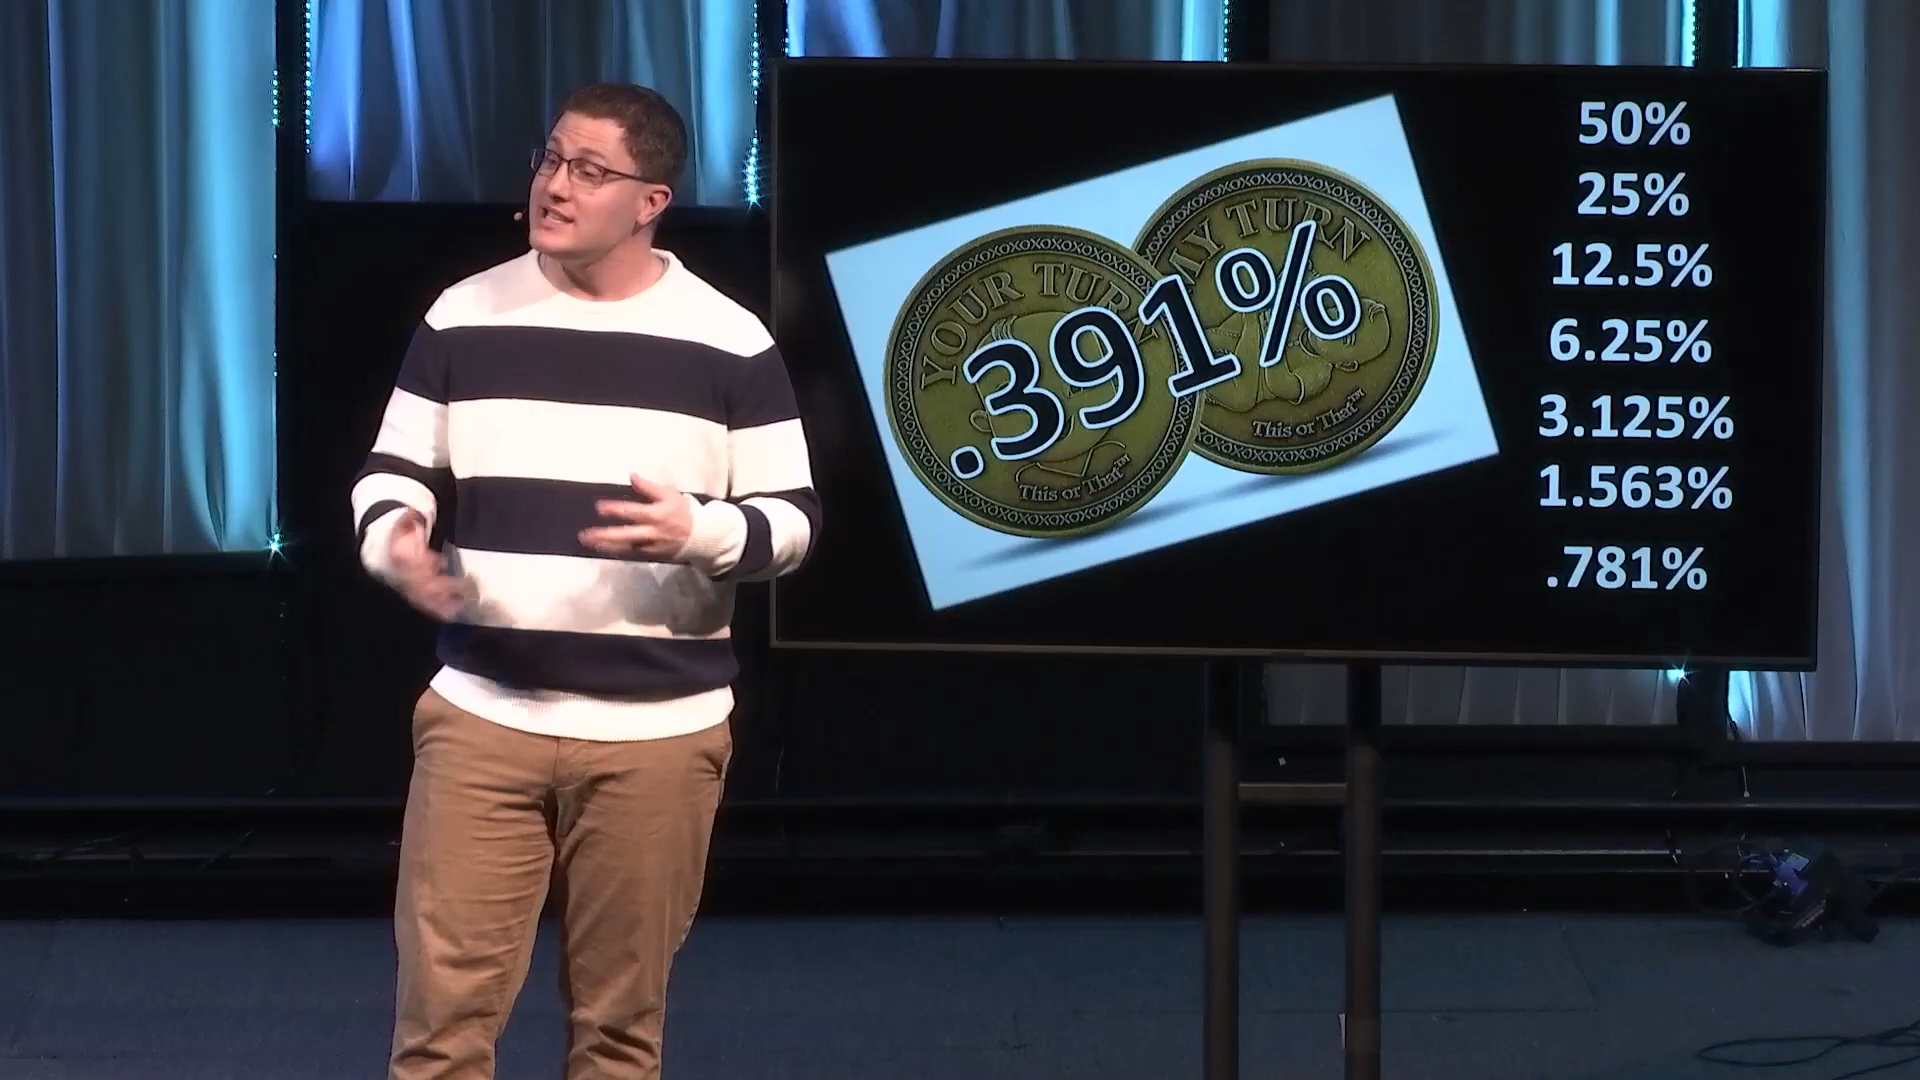 50%
25%
12.5%
6.25%
3.125%
1.563%
.781%
.391%
YOUR TURN
This or That™
MY TURN
This or That™